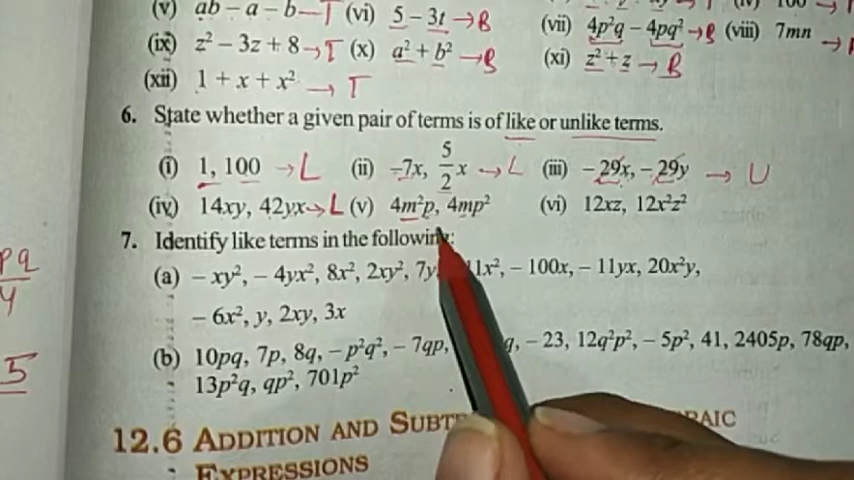 (v) ab – a – b → T (vi) 5 – 3t → B (vii) 4p²q – 4pq² → B (viii) 7mn →
(ix) z² – 3z + 8 → T (x) a² + b² → B (xi) z² + z → B
(xii) 1 + x + x² → T
6. State whether a given pair of terms is of like or unlike terms.
(i) 1, 100 → L (ii) –7x, 5/2 x → L (iii) – 29x, – 29y → U
(iv) 14xy, 42yx → L (v) 4m²p, 4mp² (vi) 12xz, 12x²z²
7. Identify like terms in the following:
(a) – xy², – 4yx², 8x², 2xy², 7y 11x², – 100x, – 11yx, 20x²y,
– 6x², y, 2xy, 3x
(b) 10pq, 7p, 8q, – p²q², – 7qp, q, – 23, 12q²p², – 5p², 41, 2405p, 78qp,
13p²q, qp², 701p²
12.6 ADDITION AND
EXPRESSIONS
pq
4
5